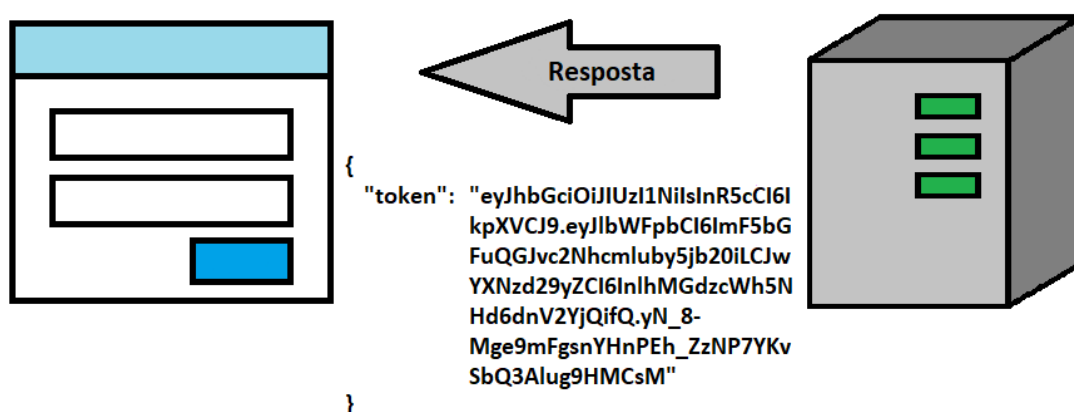 Resposta
{
"token": "eyJhbGciOiJIUzI1NiIsInR5cCI6I
kpXVCJ9.eyJlbWFpbCI6ImF5bG
FuQGJvc2Nhcmluby5jb20iLCJw
YXNzd29yZCI6InlhMGdzcWh5N
Hd6dnV2YjQifQ.yN_8-
Mge9mFgsnYHnPEh_ZzNP7YKv
SbQ3Alug9HMCsM"
}